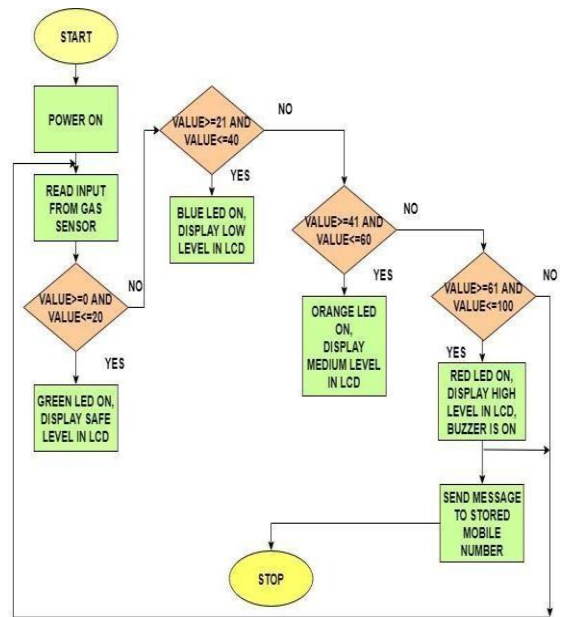 START
POWER ON
READ INPUT
FROM GAS
SENSOR
VALUE>=0 AND
VALUE<=20
NO
YES
GREEN LED ON,
DISPLAY SAFE
LEVEL IN LCD
VALUE>=21 AND
VALUE<=40
NO
YES
BLUE LED ON,
DISPLAY LOW
LEVEL IN LCD
VALUE>=41 AND
VALUE<=60
NO
YES
ORANGE LED
ON,
DISPLAY
MEDIUM LEVEL
IN LCD
VALUE>=61 AND
VALUE<=100
NO
YES
RED LED ON,
DISPLAY HIGH
LEVEL IN LCD,
BUZZER IS ON
SEND MESSAGE
TO STORED
MOBILE
NUMBER
STOP